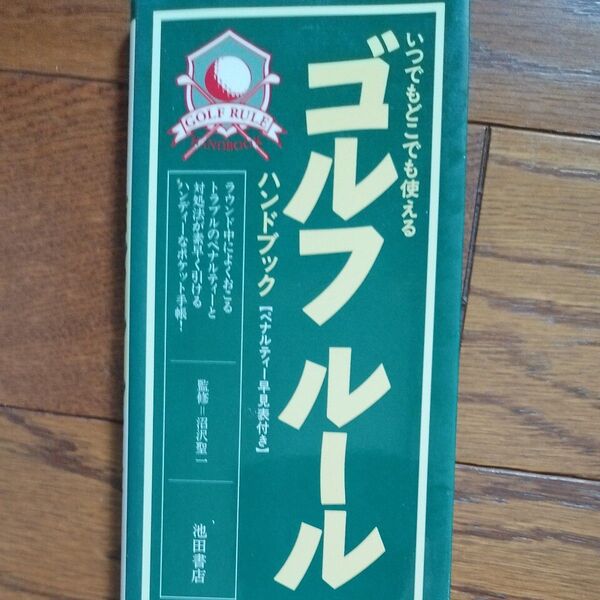 いつでもどこでも使える
ゴルフルール
ハンドブック【ペナルティー早見表付き】
GOLF RULE
HANDBOOK
ラウンド中によくおこる
トラブルのペナルティーと
対処法が素早く引ける
ハンディーなポケット手帳!
監修=沼沢聖一
池田書店